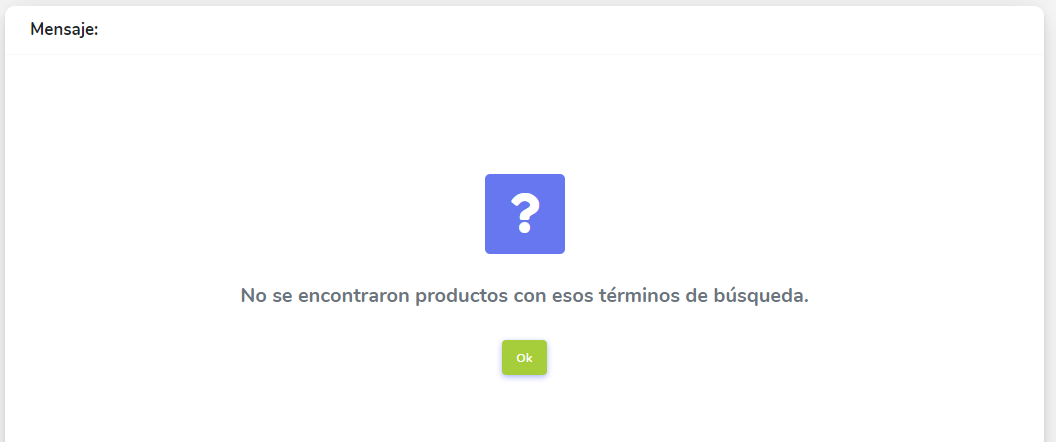 Mensaje:
?
No se encontraron productos con esos términos de búsqueda.
Ok